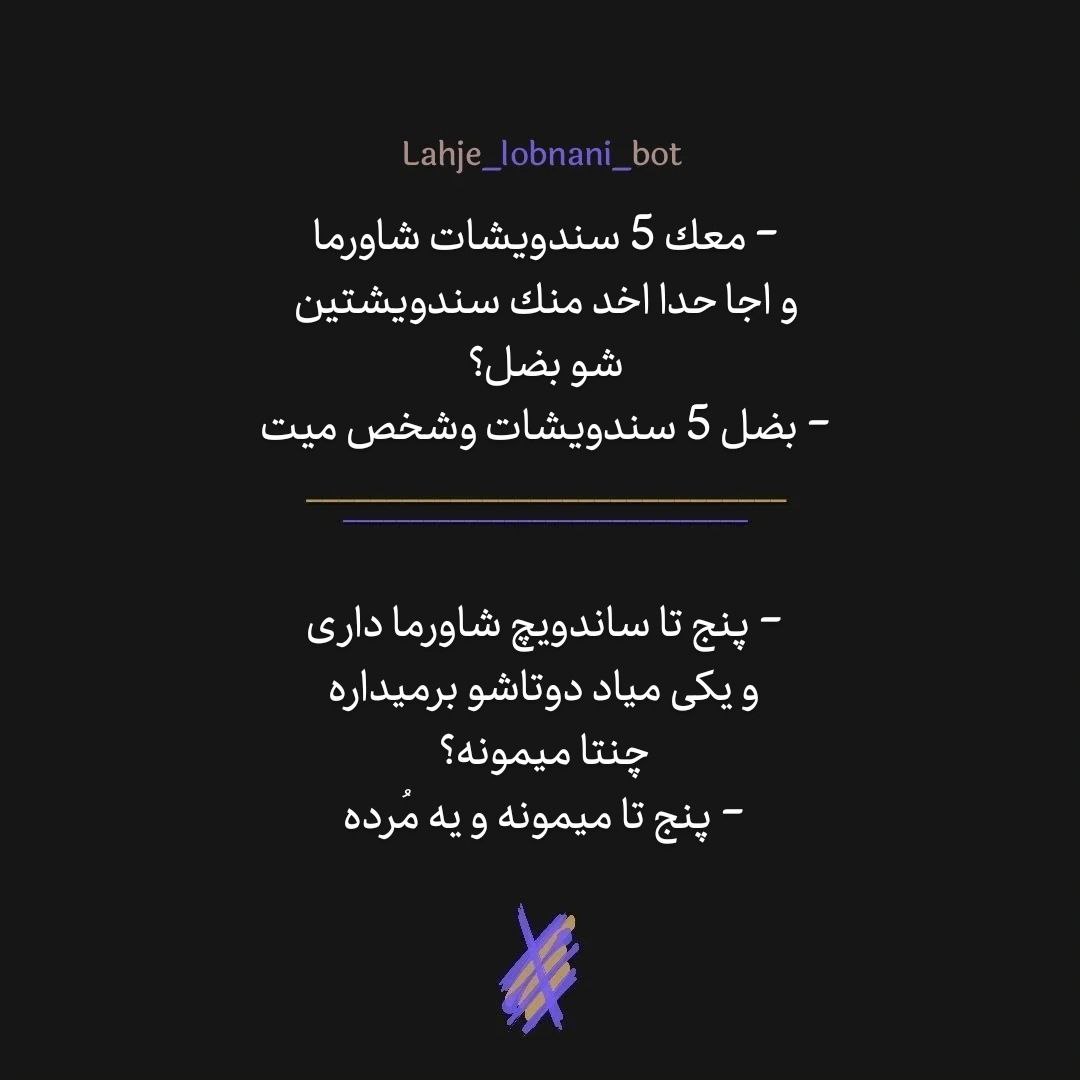 Lahje_lobnani_bot
- معك 5 سندويشات شاورما
و اجا حدا اخد منك سندويشتين
شو بضل؟
- بضل 5 سندويشات وشخص ميت
- پنج تا ساندویچ شاورما داری
و یکی میاد دوتاشو برمیداره
چنتا میمونه؟
- پنج تا میمونه و یه مُرده